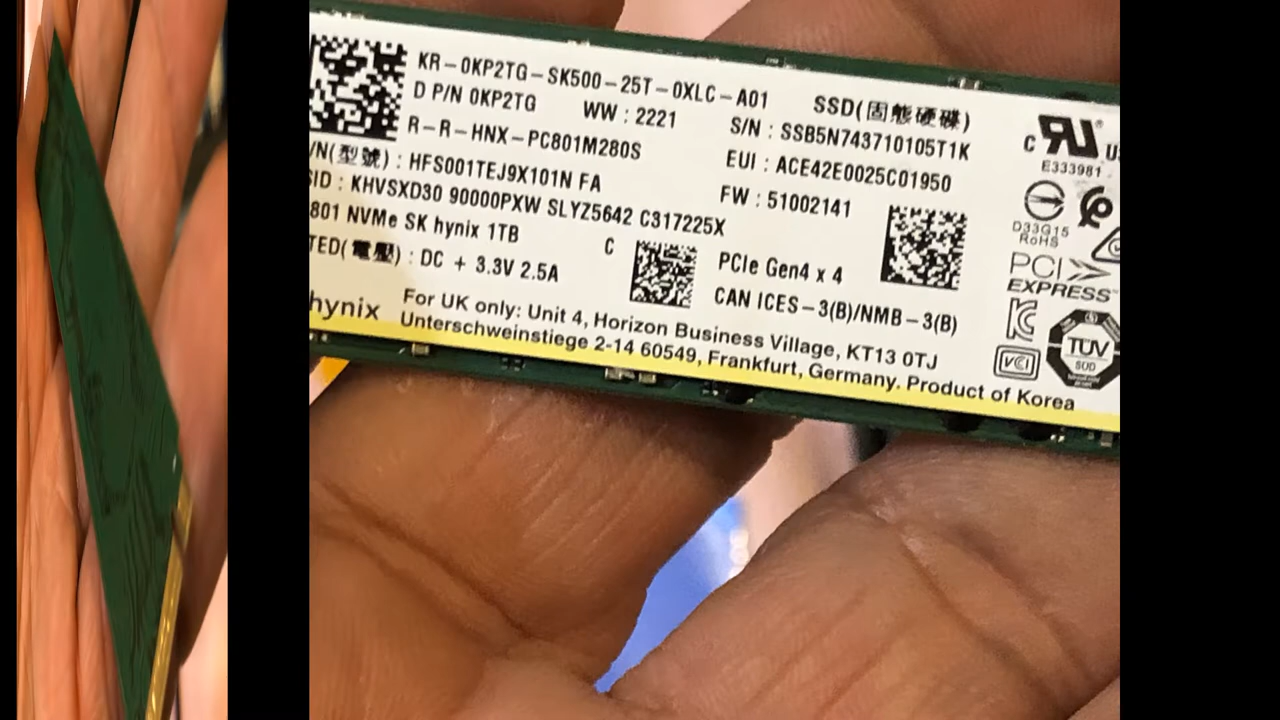 KR-0KP2TG-SK500-25T-0XLC-A01
D P/N 0KP2TG WW : 2221
R-R-HNX-PC801M280S
/N(型號) : HFS001TEJ9X101N FA
SID : KHVSXD30 90000PXW SLYZ5642 C317225X
801 NVMe SK hynix 1TB
TED(電壓) : DC + 3.3V 2.5A
hynix
C
SSD(固態硬碟)
S/N : SSB5N743710105T1K
EUI : ACE42E0025C01950
FW : 51002141
PCIe Gen4 x 4
CAN ICES-3(B)/NMB-3(B)
For UK only: Unit 4, Horizon Business Village, KT13 0TJ
Unterschweinstiege 2-14 60549, Frankfurt, Germany. Product of Korea
C RU® US
E333981
D33G15
RoHS
PCI
EXPRESS™
VCI
TÜV
SÜD